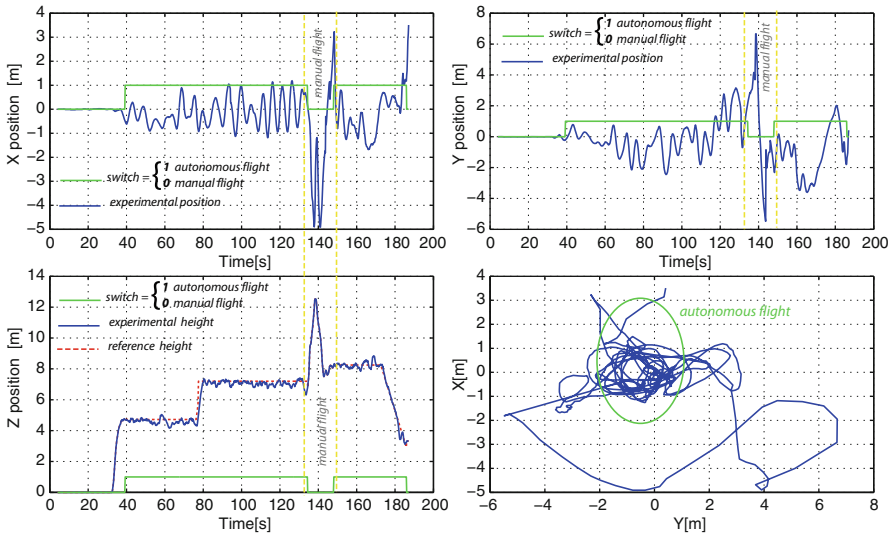 4
3
2
1
0
−1
−2
−3
−4
−5
X position [m]
manual flight
switch = { 1 autonomous flight
0 manual flight
experimental position
0 20 40 60 80 100 120 140 160 180 200
Time[s]
8
6
4
2
0
−2
−4
−6
Y position [m]
switch = { 1 autonomous flight
0 manual flight
experimental position
manual flight
0 20 40 60 80 100 120 140 160 180 200
Time[s]
14
12
10
8
6
4
2
0
Z position [m]
switch = { 1 autonomous flight
0 manual flight
experimental height
reference height
manual flight
0 20 40 60 80 100 120 140 160 180 200
Time[s]
4
3
2
1
0
−1
−2
−3
−4
−5
X[m]
autonomous flight
−6 −4 −2 0 2 4 6 8
Y[m]